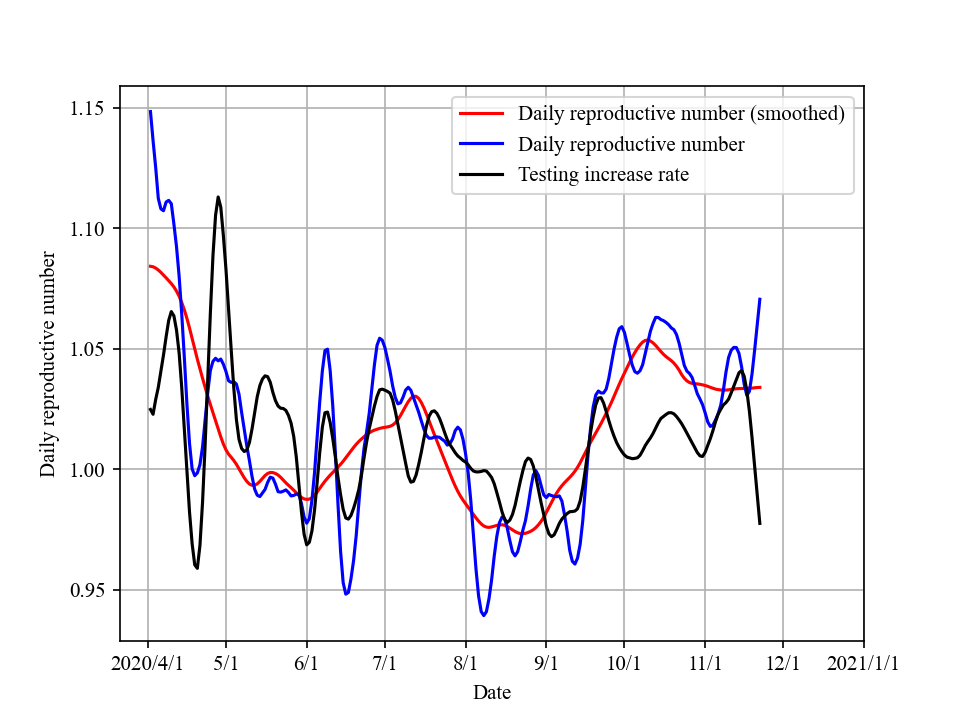 Daily reproductive number (smoothed)
Daily reproductive number
Testing increase rate
Daily reproductive number
1.15
1.10
1.05
1.00
0.95
2020/4/1 5/1 6/1 7/1 8/1 9/1 10/1 11/1 12/1 2021/1/1
Date